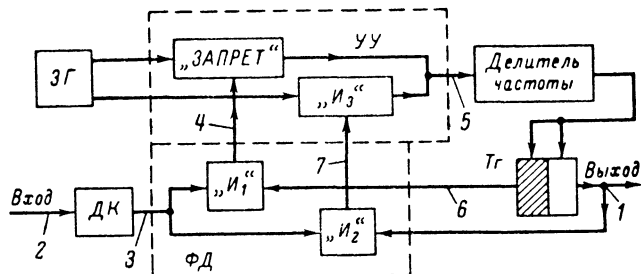 ЗГ
„ЗАПРЕТ“
УУ
Делитель
частоты
„И₃“
4
5
7
Тг
Выход
1
„И₁“
6
Вход
2
ДК
3
„И₂“
ФД